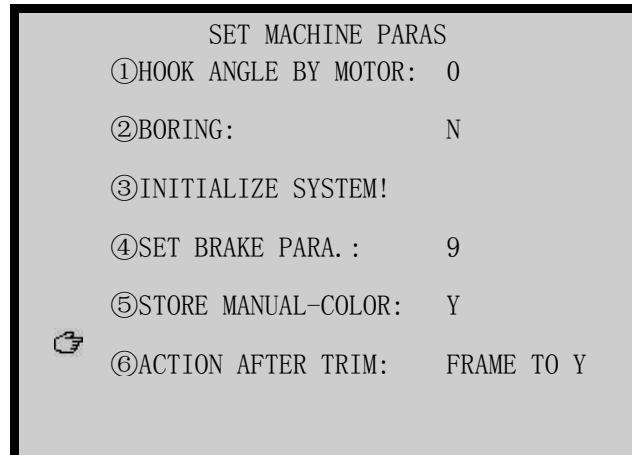 SET MACHINE PARAS
①HOOK ANGLE BY MOTOR: 0
②BORING: N
③INITIALIZE SYSTEM!
④SET BRAKE PARA.: 9
⑤STORE MANUAL-COLOR: Y
⑥ACTION AFTER TRIM: FRAME TO Y